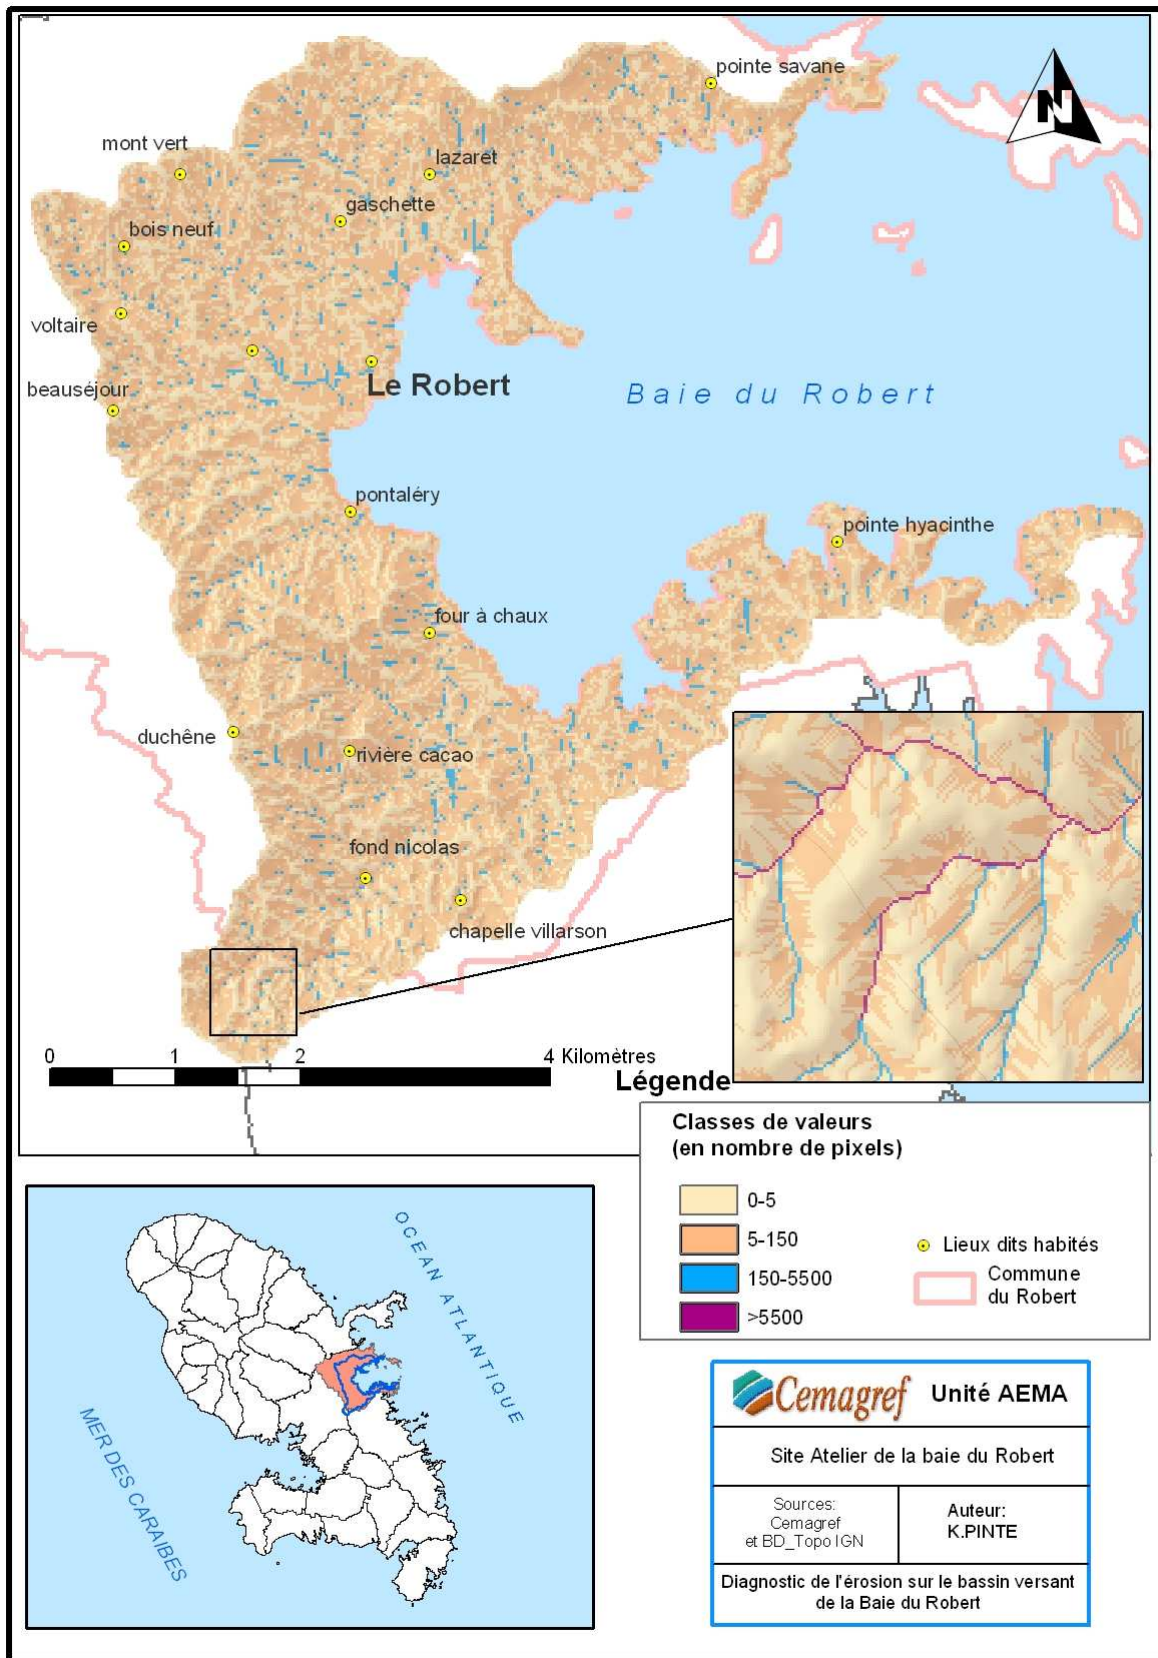 pointe savane
N
mont vert
lazaret
gaschette
bois neuf
voltaire
beauséjour
Le Robert
Baie du Robert
pontaléry
pointe hyacinthe
four à chaux
duchêne
rivière cacao
fond nicolas
chapelle villarson
0 1 2 4 Kilomètres
Légende
Classes de valeurs
(en nombre de pixels)
0-5
5-150
150-5500
>5500
Lieux dits habités
Commune
du Robert
OCEAN ATLANTIQUE
MER DES CARAIBES
Cemagref Unité AEMA
Site Atelier de la baie du Robert
Sources:
Cemagref
et BD_Topo IGN
Auteur:
K.PINTE
Diagnostic de l'érosion sur le bassin versant
de la Baie du Robert